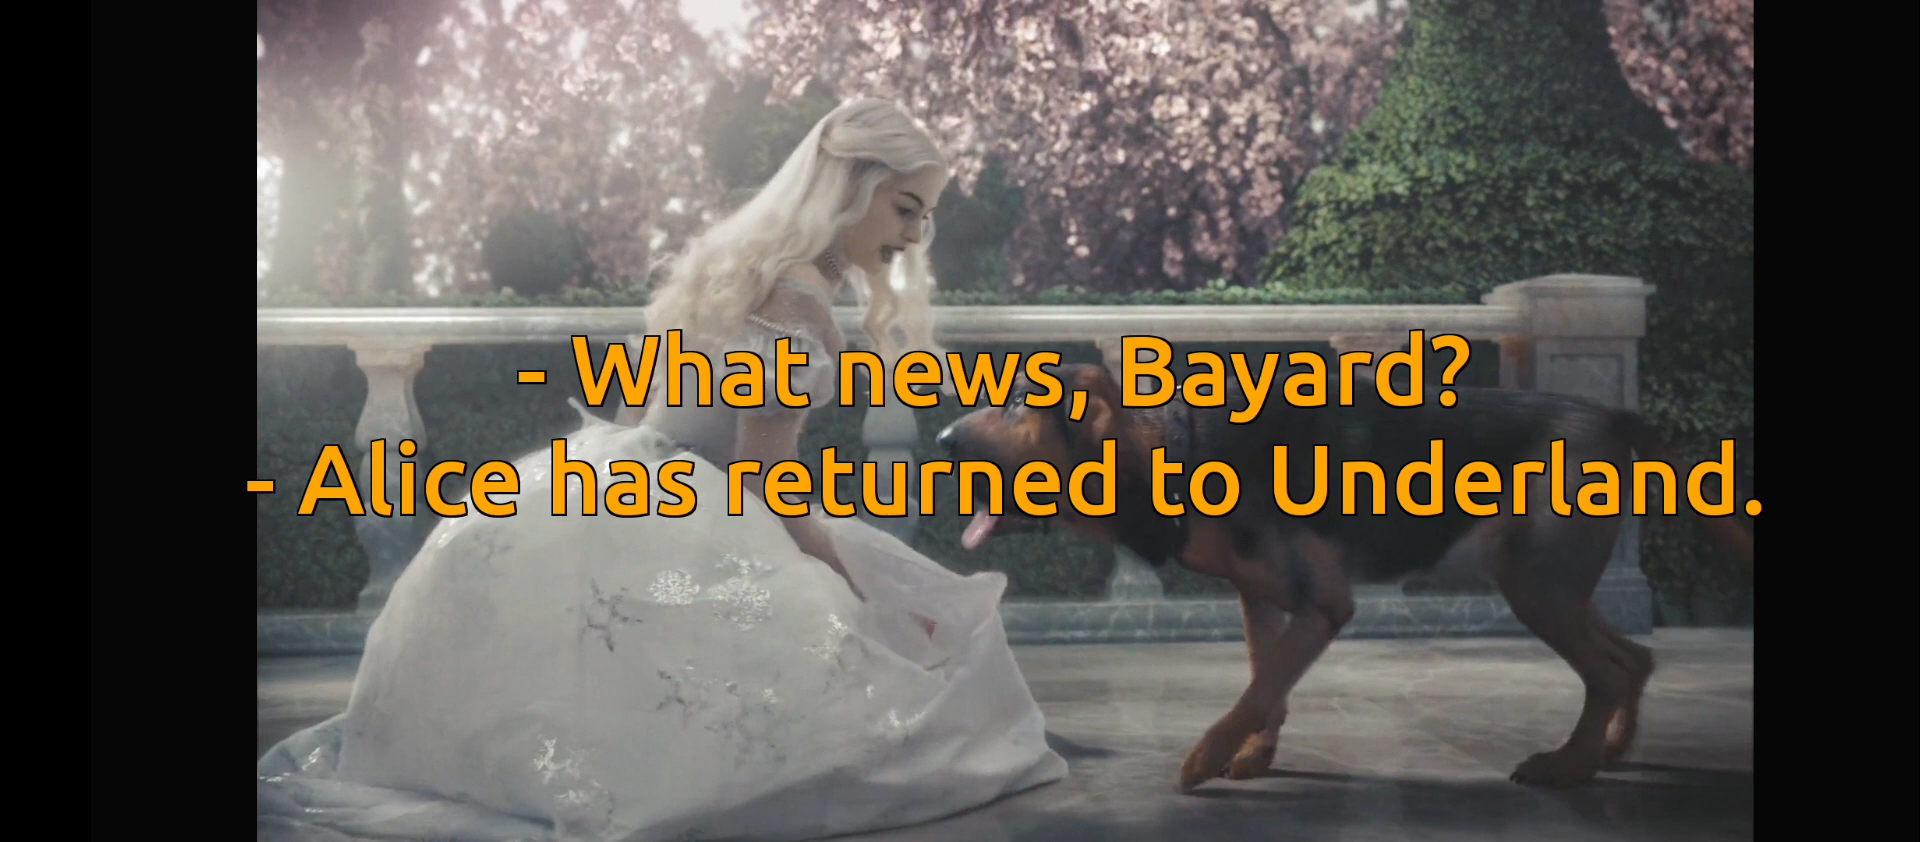 - What news, Bayard?
- Alice has returned to Underland.